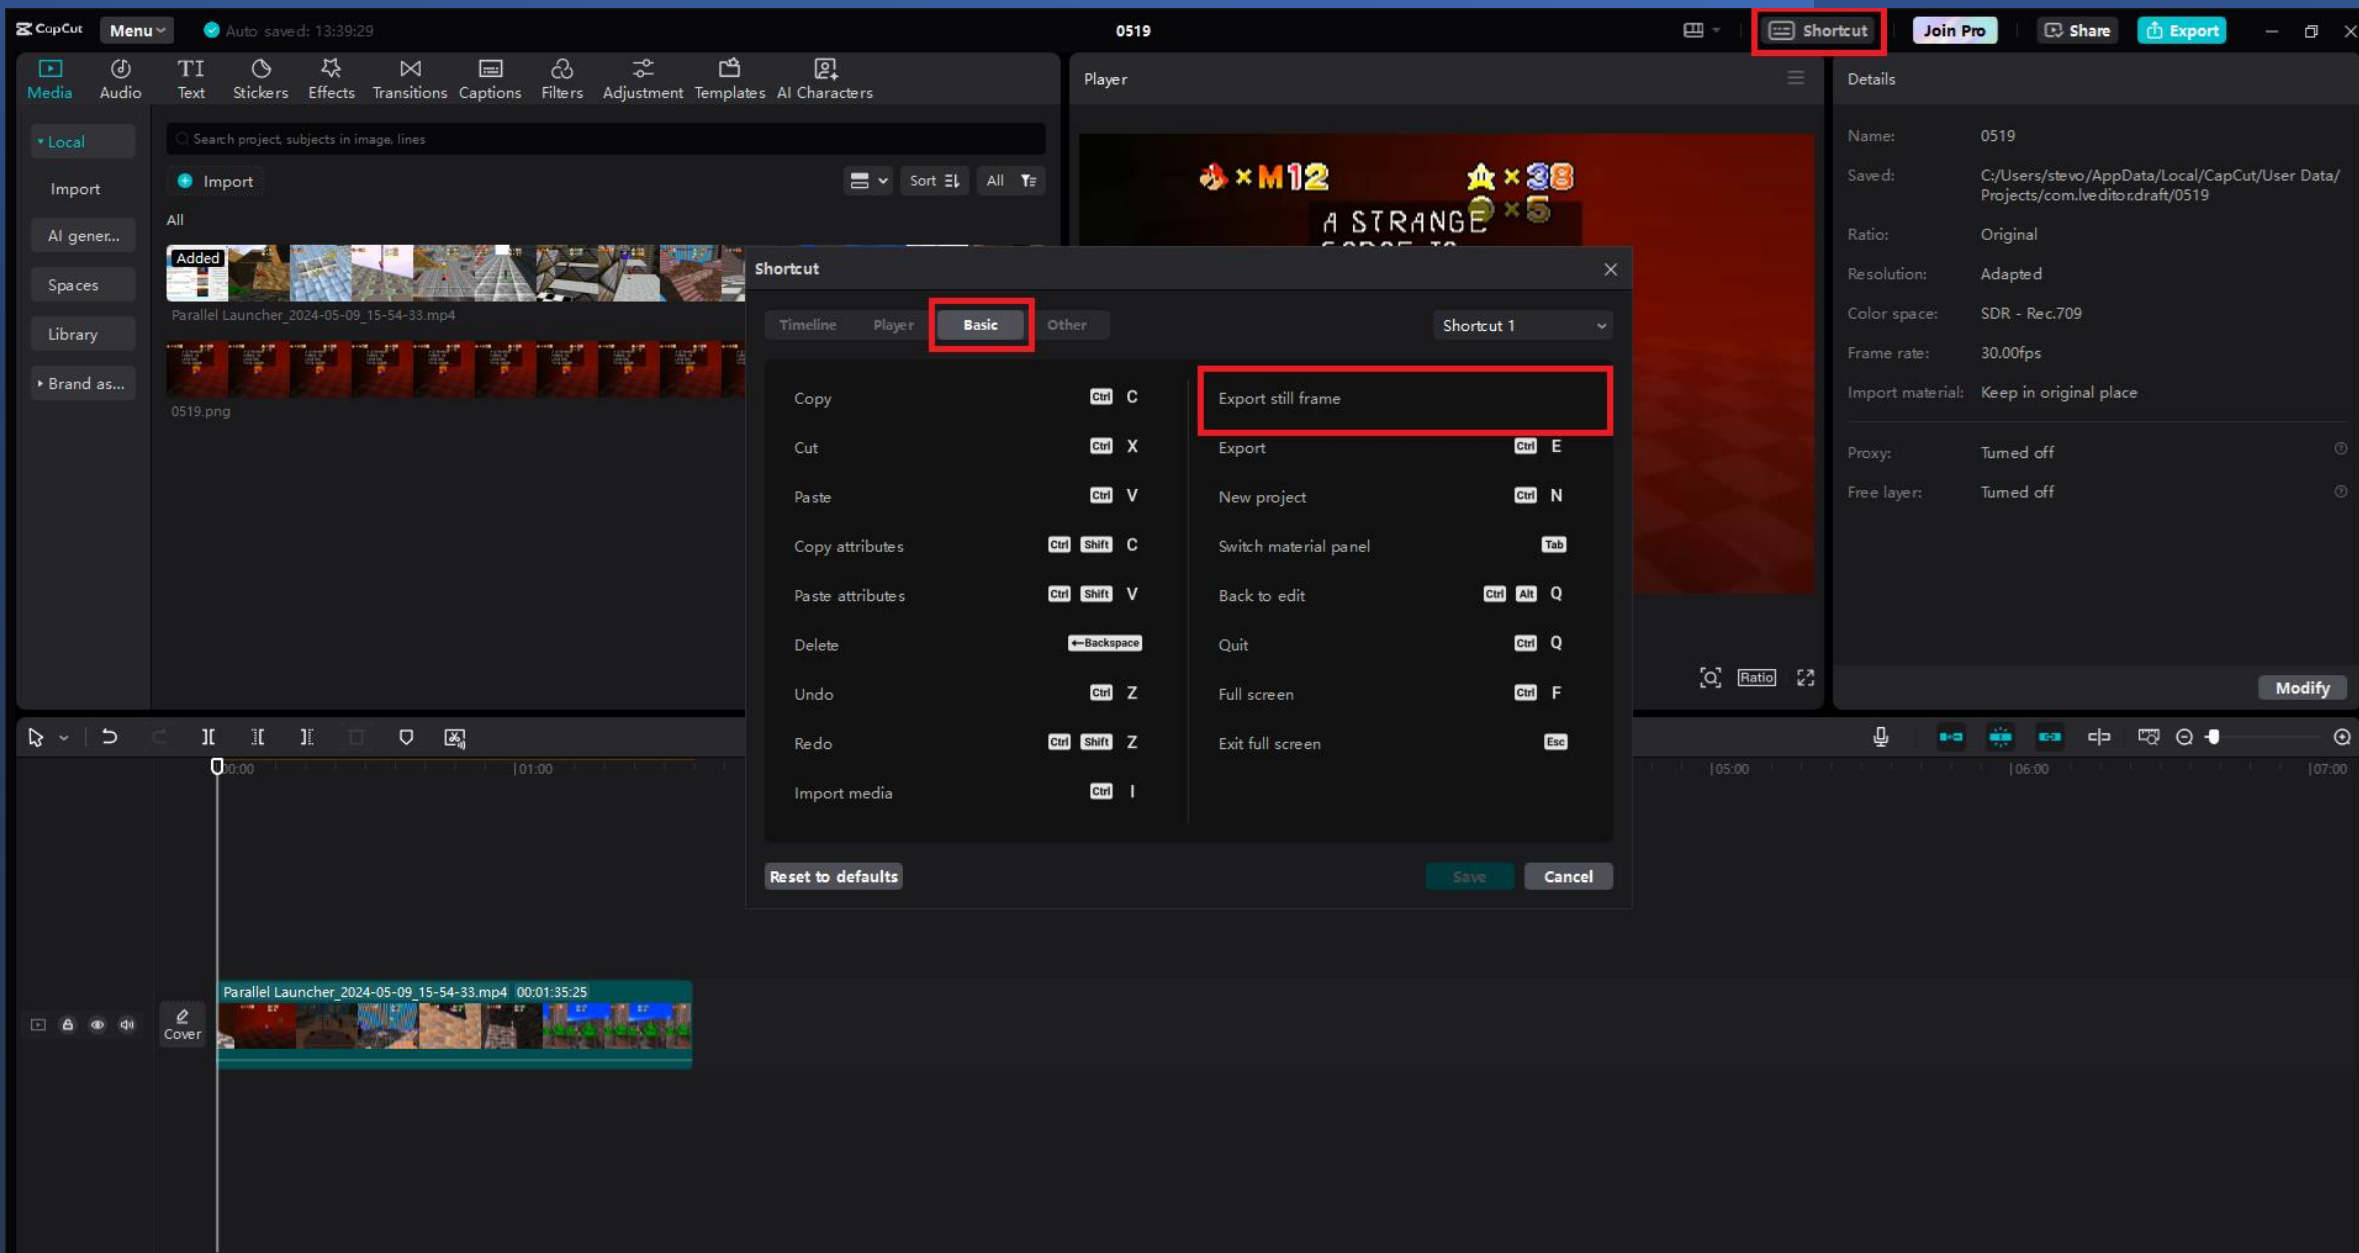 CapCut Menu Auto saved: 13:39:29 0519 Shortcut Join Pro Share Export
Media Audio Text Stickers Effects Transitions Captions Filters Adjustment Templates AI Characters
TI
Local
Import
AI gener...
Spaces
Library
Brand as...
Search project, subjects in image, lines
Import Sort All
All
Added
Parallel Launcher_2024-05-09_15-54-33.mp4
0519.png
Player
×M12 ×38
×5
A STRANGE
Details
Name: 0519
Saved: C:/Users/stevo/AppData/Local/CapCut/User Data/
Projects/com.lveditor.draft/0519
Ratio: Original
Resolution: Adapted
Color space: SDR - Rec.709
Frame rate: 30.00fps
Import material: Keep in original place
Proxy: Turned off
Free layer: Turned off
Modify
Ratio
Shortcut
Timeline Player Basic Other Shortcut 1
Copy Ctrl C
Cut Ctrl X
Paste Ctrl V
Copy attributes Ctrl Shift C
Paste attributes Ctrl Shift V
Delete ←Backspace
Undo Ctrl Z
Redo Ctrl Shift Z
Import media Ctrl I
Export still frame
Export Ctrl E
New project Ctrl N
Switch material panel Tab
Back to edit Ctrl Alt Q
Quit Ctrl Q
Full screen Ctrl F
Exit full screen Esc
Reset to defaults Save Cancel
00:00 01:00 05:00 06:00 07:00
Parallel Launcher_2024-05-09_15-54-33.mp4 00:01:35:25
Cover